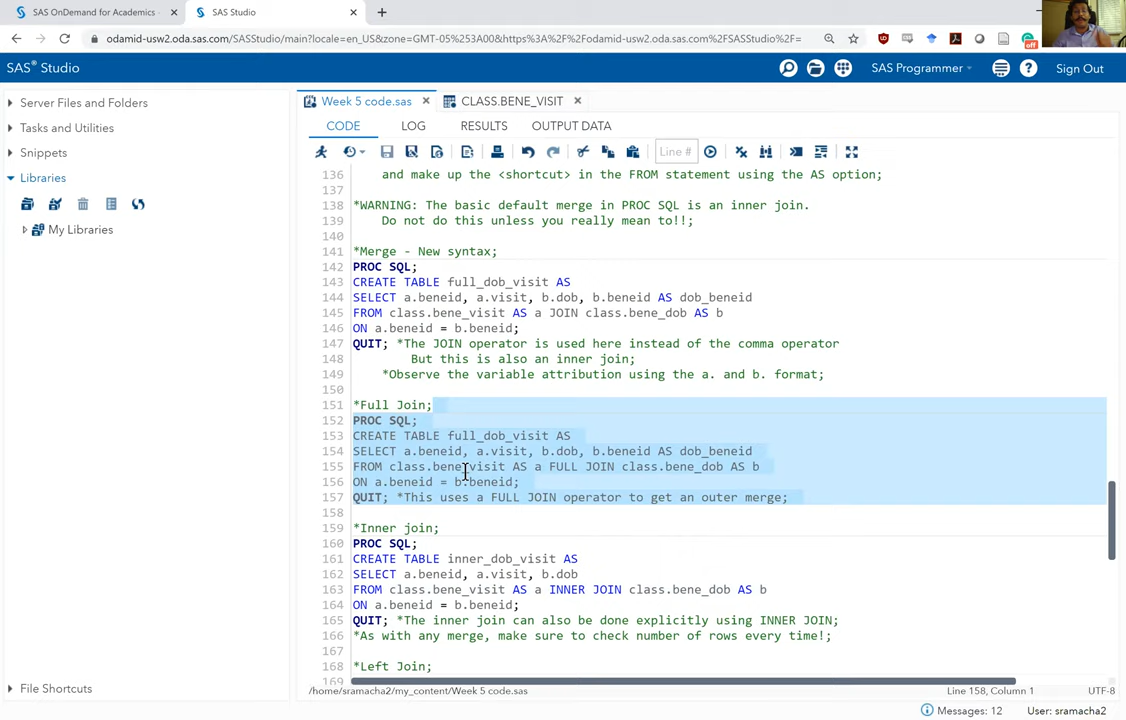 SAS OnDemand for Academics ×
SAS Studio ×
odamid-usw2.oda.sas.com/SASStudio/main?locale=en_US&zone=GMT-05%253A00&https%3A%2F%2Fodamid-usw2.oda.sas.com%2FSASStudio%2F=
SAS® Studio
SAS Programmer
Sign Out
Server Files and Folders
Tasks and Utilities
Snippets
Libraries
My Libraries
File Shortcuts
Week 5 code.sas ×
CLASS.BENE_VISIT ×
CODE LOG RESULTS OUTPUT DATA
Line #
136 and make up the <shortcut> in the FROM statement using the AS option;
137
138 *WARNING: The basic default merge in PROC SQL is an inner join.
139 Do not do this unless you really mean to!!;
140
141 *Merge - New syntax;
142 PROC SQL;
143 CREATE TABLE full_dob_visit AS
144 SELECT a.beneid, a.visit, b.dob, b.beneid AS dob_beneid
145 FROM class.bene_visit AS a JOIN class.bene_dob AS b
146 ON a.beneid = b.beneid;
147 QUIT; *The JOIN operator is used here instead of the comma operator
148 But this is also an inner join;
149 *Observe the variable attribution using the a. and b. format;
150
151 *Full Join;
152 PROC SQL;
153 CREATE TABLE full_dob_visit AS
154 SELECT a.beneid, a.visit, b.dob, b.beneid AS dob_beneid
155 FROM class.bene_visit AS a FULL JOIN class.bene_dob AS b
156 ON a.beneid = b.beneid;
157 QUIT; *This uses a FULL JOIN operator to get an outer merge;
158
159 *Inner join;
160 PROC SQL;
161 CREATE TABLE inner_dob_visit AS
162 SELECT a.beneid, a.visit, b.dob
163 FROM class.bene_visit AS a INNER JOIN class.bene_dob AS b
164 ON a.beneid = b.beneid;
165 QUIT; *The inner join can also be done explicitly using INNER JOIN;
166 *As with any merge, make sure to check number of rows every time!;
167
168 *Left Join;
169
/home/sramacha2/my_content/Week 5 code.sas
Line 158, Column 1
UTF-8
Messages: 12
User: sramacha2